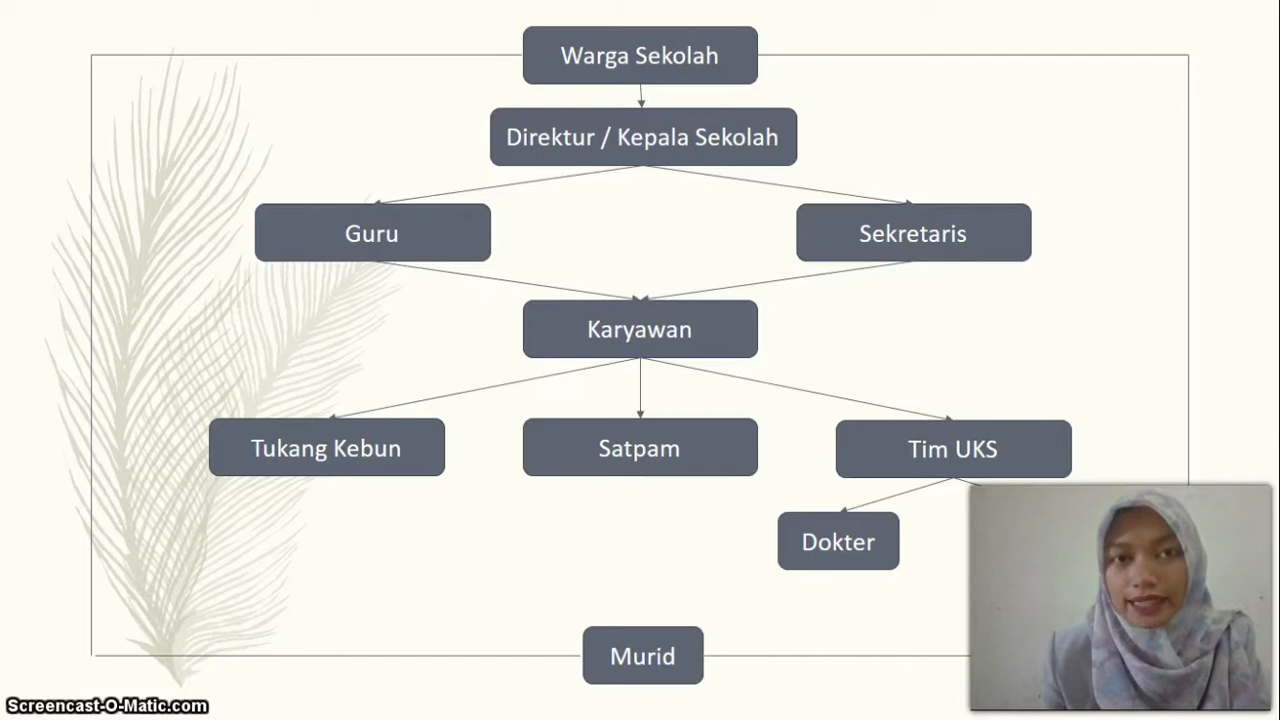 Warga Sekolah
Direktur / Kepala Sekolah
Guru
Sekretaris
Karyawan
Tukang Kebun
Satpam
Tim UKS
Dokter
Murid
Screencast-O-Matic.com